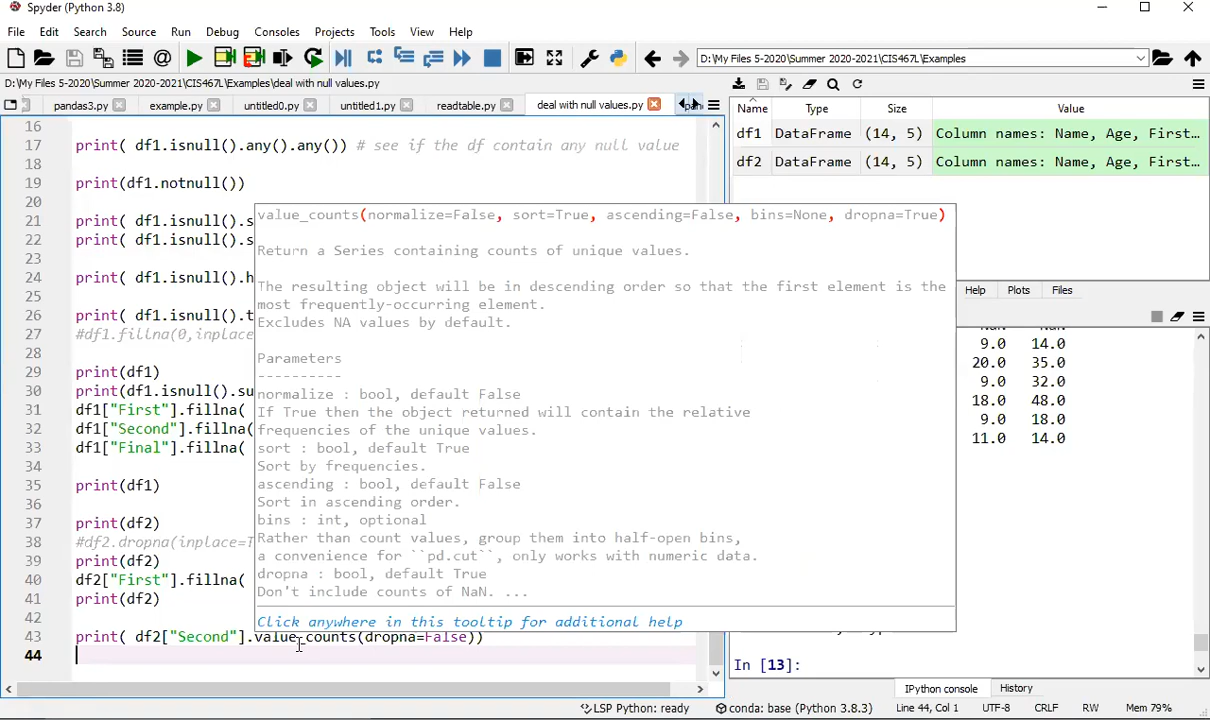 Spyder (Python 3.8)
File Edit Search Source Run Debug Consoles Projects Tools View Help
D:\My Files 5-2020\Summer 2020-2021\CIS467L\Examples
D:\My Files 5-2020\Summer 2020-2021\CIS467L\Examples\deal with null values.py
pandas3.py example.py untitled0.py untitled1.py readtable.py deal with null values.py
Name Type Size Value
df1 DataFrame (14, 5) Column names: Name, Age, First...
df2 DataFrame (14, 5) Column names: Name, Age, First...
Help Plots Files
9.0 14.0
20.0 35.0
9.0 32.0
18.0 48.0
9.0 18.0
11.0 14.0
In [13]:
IPython console History
16
17 print( df1.isnull().any().any()) # see if the df contain any null value
18
19 print(df1.notnull())
20
21 print( df1.isnull().s
22 print( df1.isnull().s
23
24 print( df1.isnull().h
25
26 print( df1.isnull().t
27 #df1.fillna(0,inplace
28
29 print(df1)
30 print(df1.isnull().su
31 df1["First"].fillna(
32 df1["Second"].fillna(
33 df1["Final"].fillna(
34
35 print(df1)
36
37 print(df2)
38 #df2.dropna(inplace=T
39 print(df2)
40 df2["First"].fillna(
41 print(df2)
42
43 print( df2["Second"].value_counts(dropna=False))
44
value_counts(normalize=False, sort=True, ascending=False, bins=None, dropna=True)
Return a Series containing counts of unique values.
The resulting object will be in descending order so that the first element is the
most frequently-occurring element.
Excludes NA values by default.
Parameters
----------
normalize : bool, default False
If True then the object returned will contain the relative
frequencies of the unique values.
sort : bool, default True
Sort by frequencies.
ascending : bool, default False
Sort in ascending order.
bins : int, optional
Rather than count values, group them into half-open bins,
a convenience for ``pd.cut``, only works with numeric data.
dropna : bool, default True
Don't include counts of NaN. ...
Click anywhere in this tooltip for additional help
LSP Python: ready conda: base (Python 3.8.3) Line 44, Col 1 UTF-8 CRLF RW Mem 79%